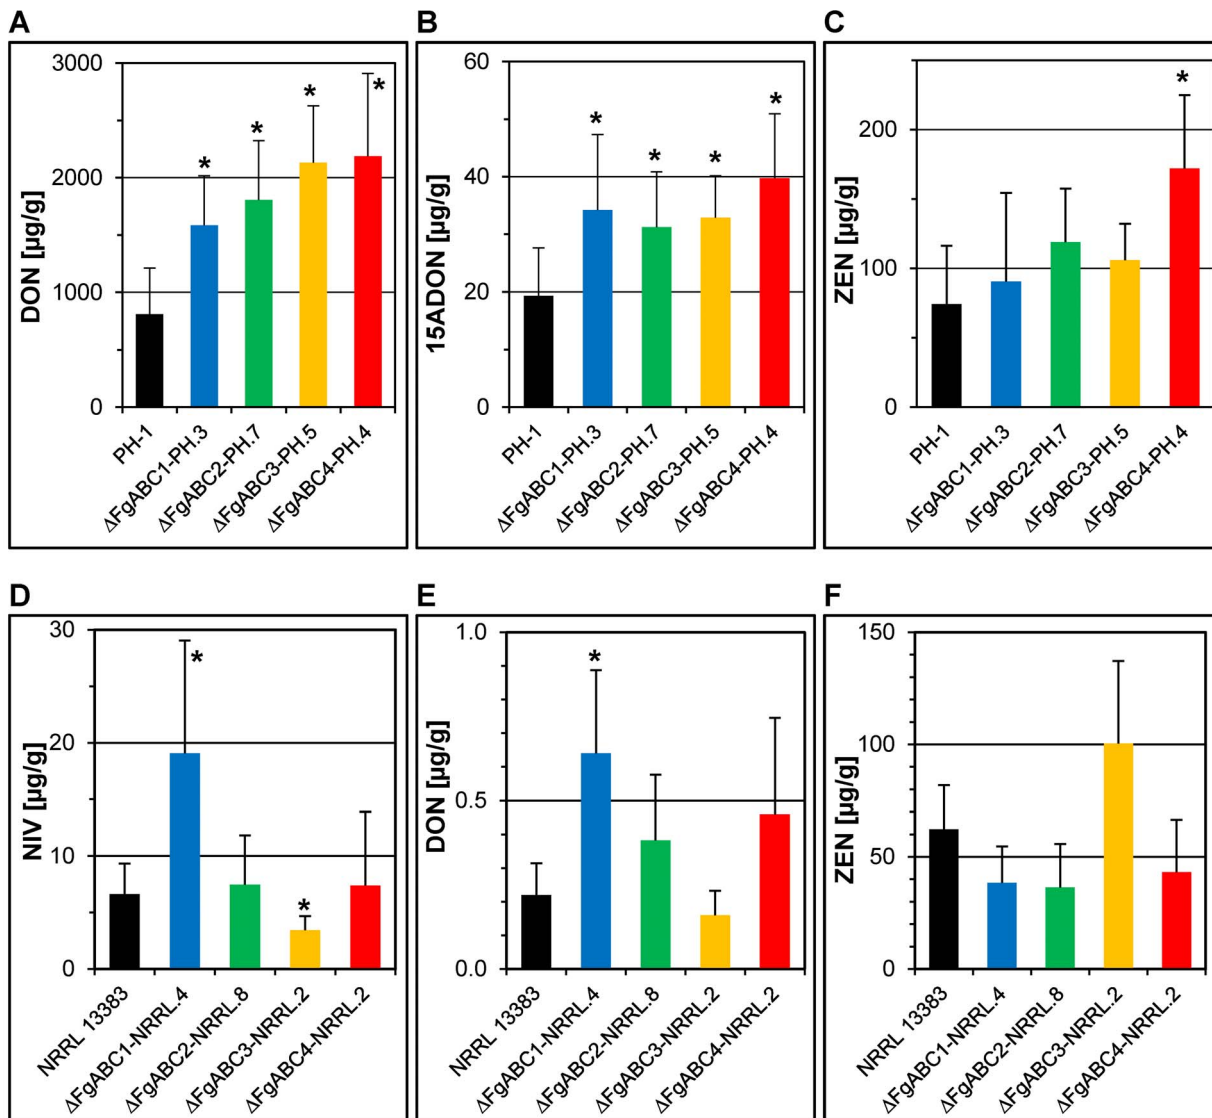 A
DON [µg/g]
3000
2000
1000
0
*
*
*
*
PH-1
ΔFgABC1-PH.3
ΔFgABC2-PH.7
ΔFgABC3-PH.5
ΔFgABC4-PH.4
B
15ADON [µg/g]
60
40
20
0
*
*
*
*
PH-1
ΔFgABC1-PH.3
ΔFgABC2-PH.7
ΔFgABC3-PH.5
ΔFgABC4-PH.4
C
ZEN [µg/g]
200
100
0
*
PH-1
ΔFgABC1-PH.3
ΔFgABC2-PH.7
ΔFgABC3-PH.5
ΔFgABC4-PH.4
D
NIV [µg/g]
30
20
10
0
*
*
NRRL 13383
ΔFgABC1-NRRL.4
ΔFgABC2-NRRL.8
ΔFgABC3-NRRL.2
ΔFgABC4-NRRL.2
E
DON [µg/g]
1.0
0.5
0.0
*
NRRL 13383
ΔFgABC1-NRRL.4
ΔFgABC2-NRRL.8
ΔFgABC3-NRRL.2
ΔFgABC4-NRRL.2
F
ZEN [µg/g]
150
100
50
0
NRRL 13383
ΔFgABC1-NRRL.4
ΔFgABC2-NRRL.8
ΔFgABC3-NRRL.2
ΔFgABC4-NRRL.2